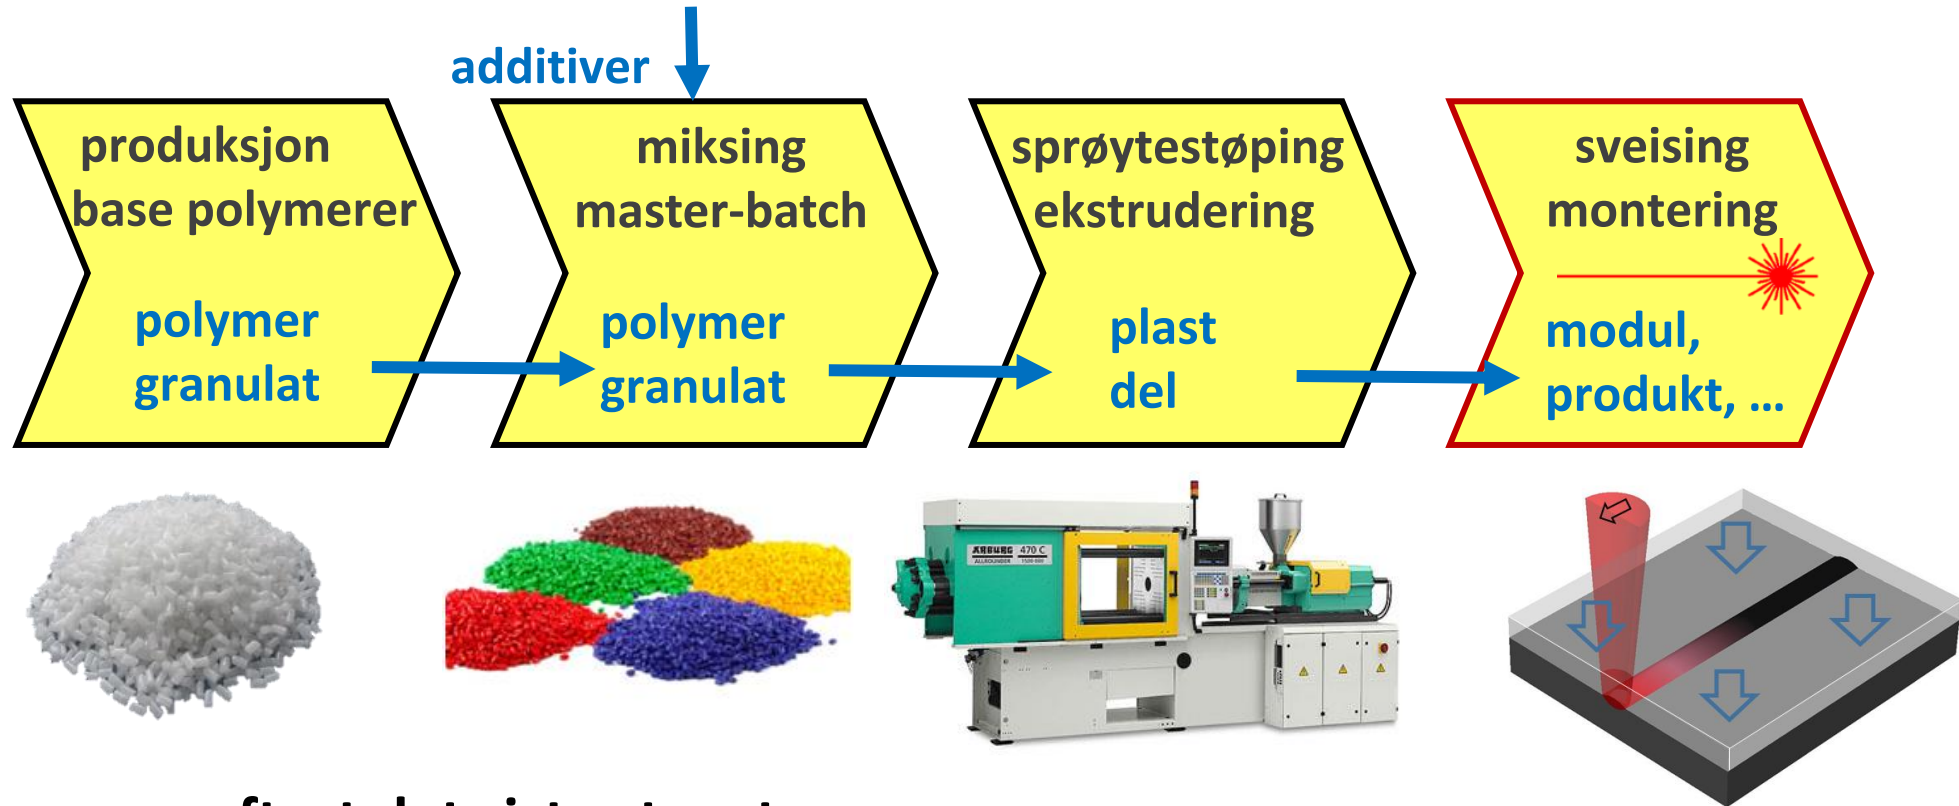 additiver
produksjon
base polymerer
polymer
granulat
miksing
master-batch
polymer
granulat
sprøytestøping
ekstrudering
plast
del
sveising
montering
modul,
produkt, ...
ARBURG 470 C
ALLROUNDER